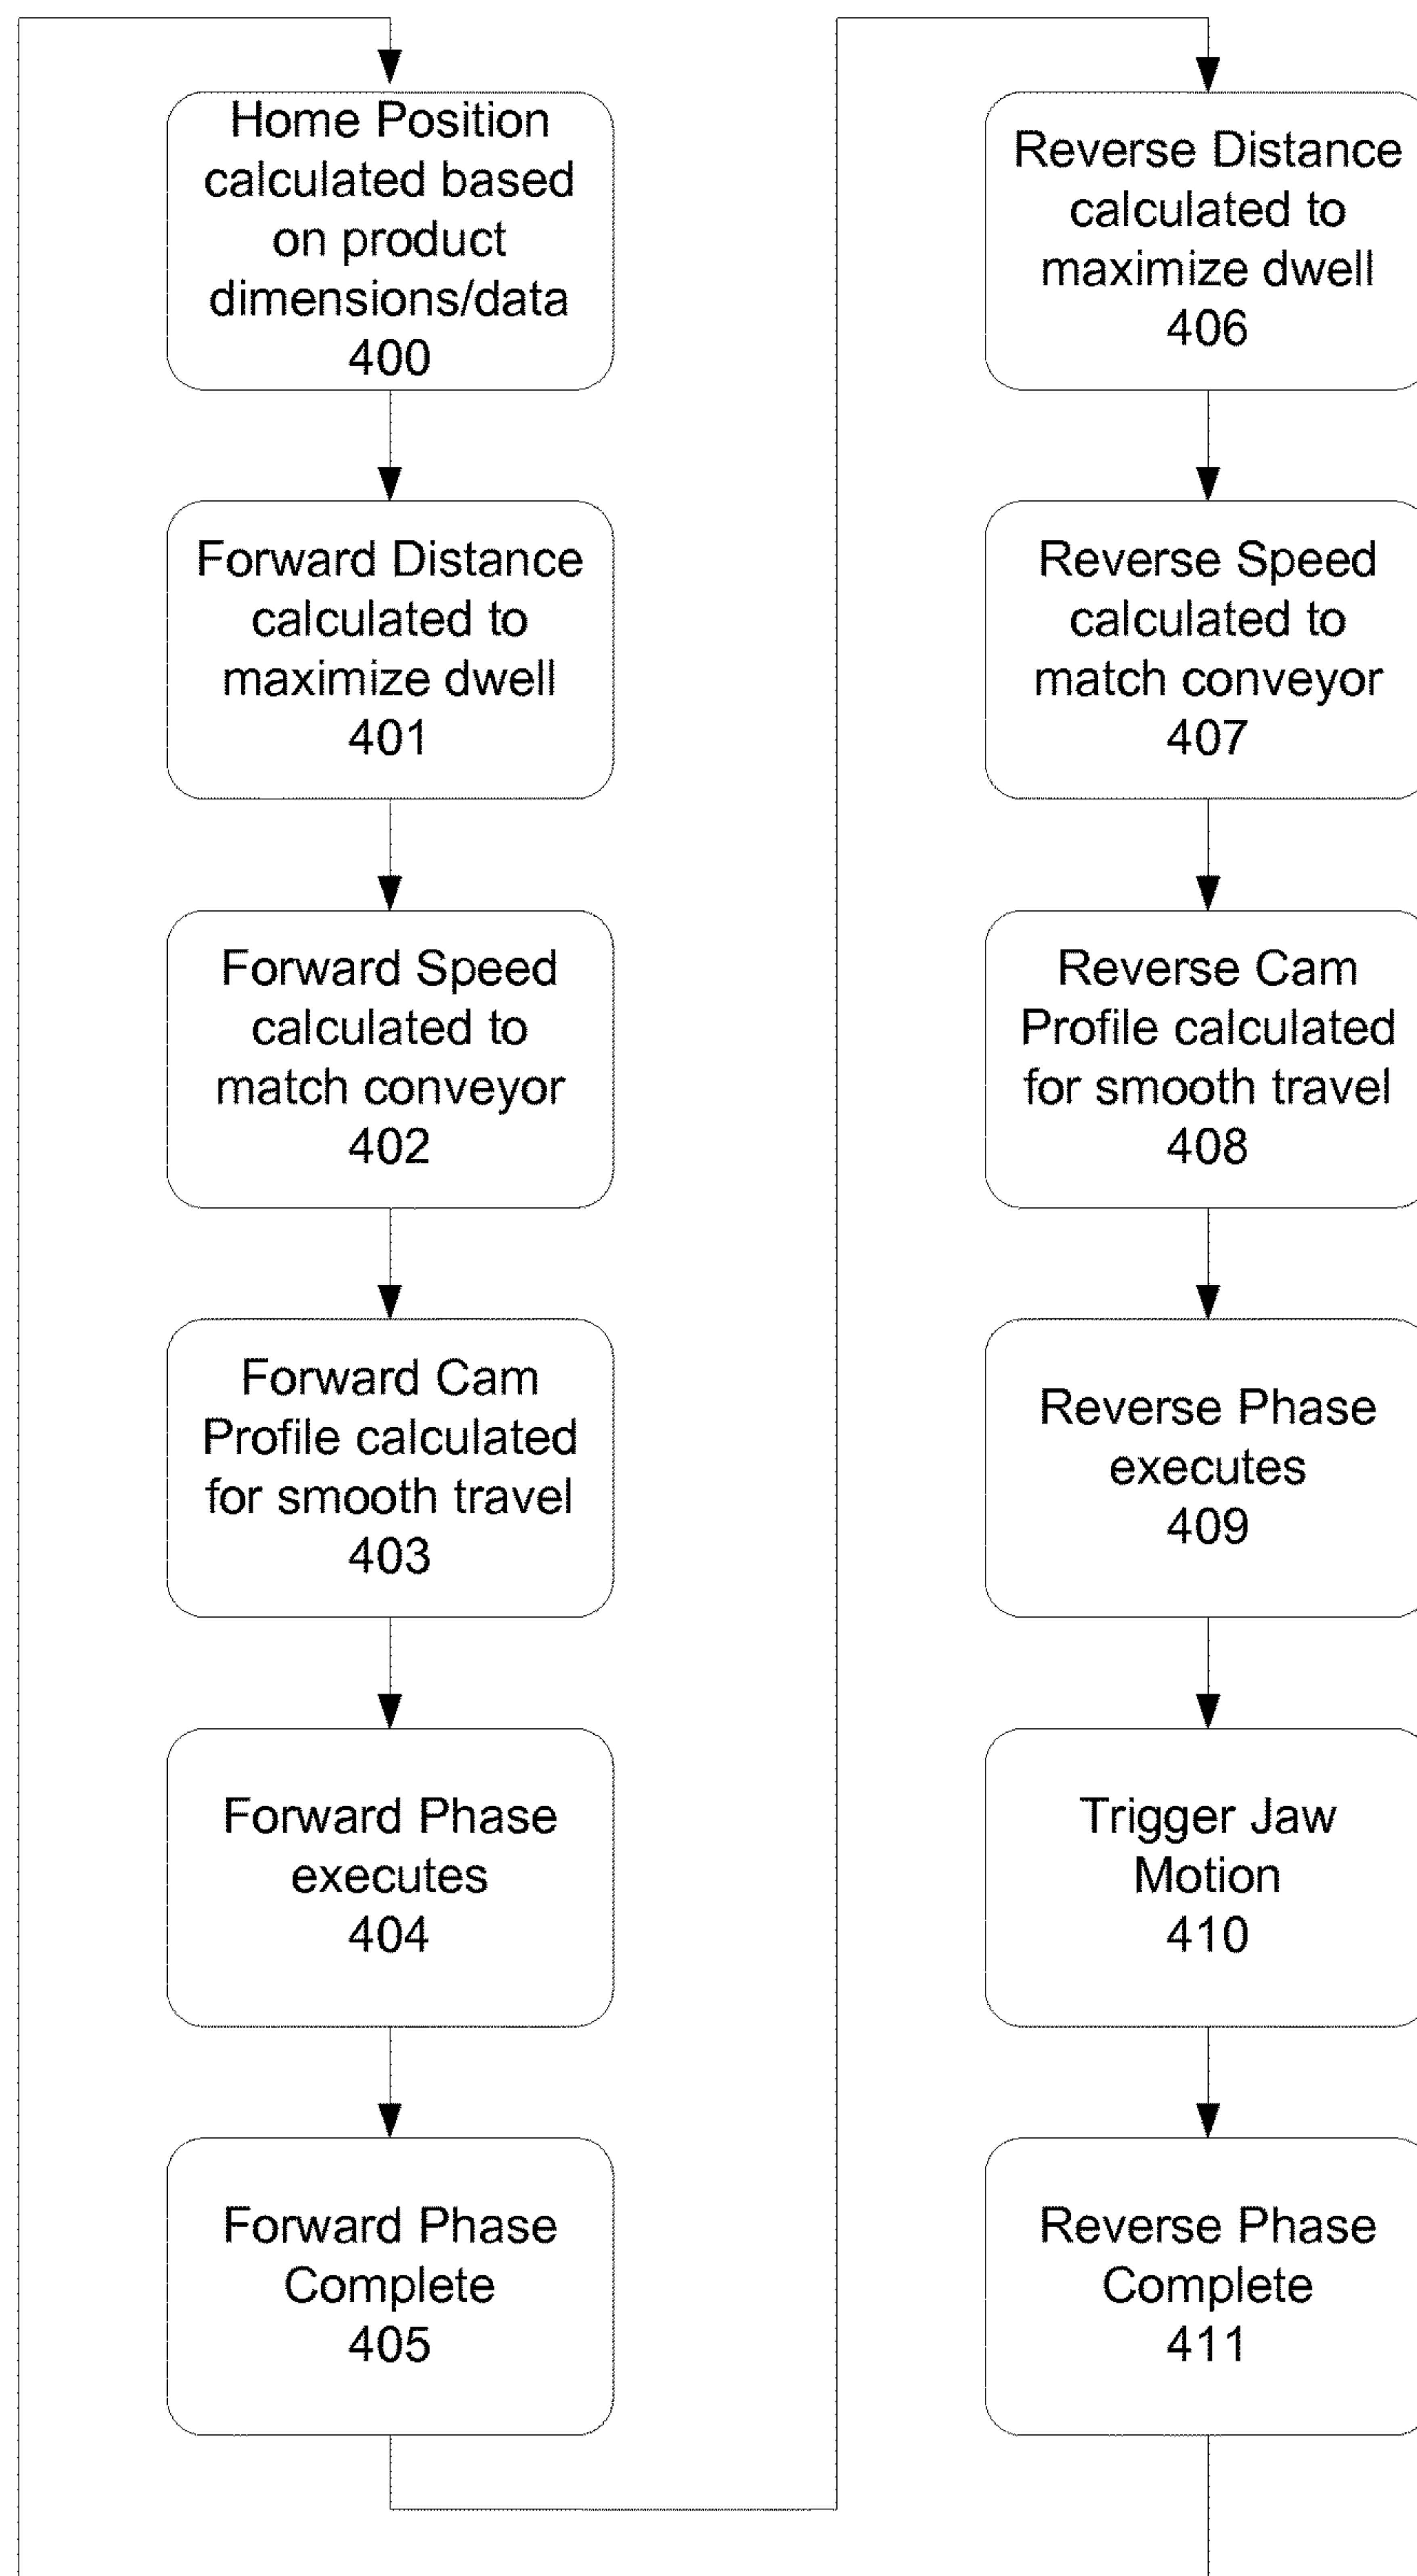 Home Position
calculated based
on product
dimensions/data
400
Forward Distance
calculated to
maximize dwell
401
Forward Speed
calculated to
match conveyor
402
Forward Cam
Profile calculated
for smooth travel
403
Forward Phase
executes
404
Forward Phase
Complete
405
Reverse Distance
calculated to
maximize dwell
406
Reverse Speed
calculated to
match conveyor
407
Reverse Cam
Profile calculated
for smooth travel
408
Reverse Phase
executes
409
Trigger Jaw
Motion
410
Reverse Phase
Complete
411